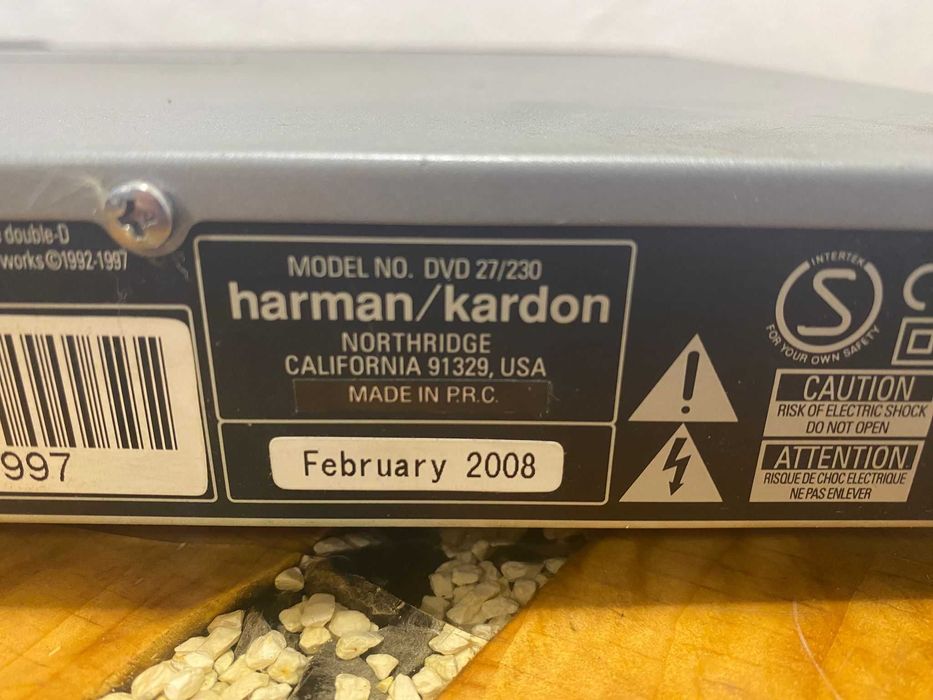 double-D
works ©1992-1997
997
MODEL NO. DVD 27/230
harman/kardon
NORTHRIDGE
CALIFORNIA 91329, USA
MADE IN P.R.C.
February 2008
INTERTEK
S
FOR YOUR OWN SAFETY
CAUTION
RISK OF ELECTRIC SHOCK
DO NOT OPEN
ATTENTION
RISQUE DE CHOC ELECTRIQUE
NE PAS ENLEVER